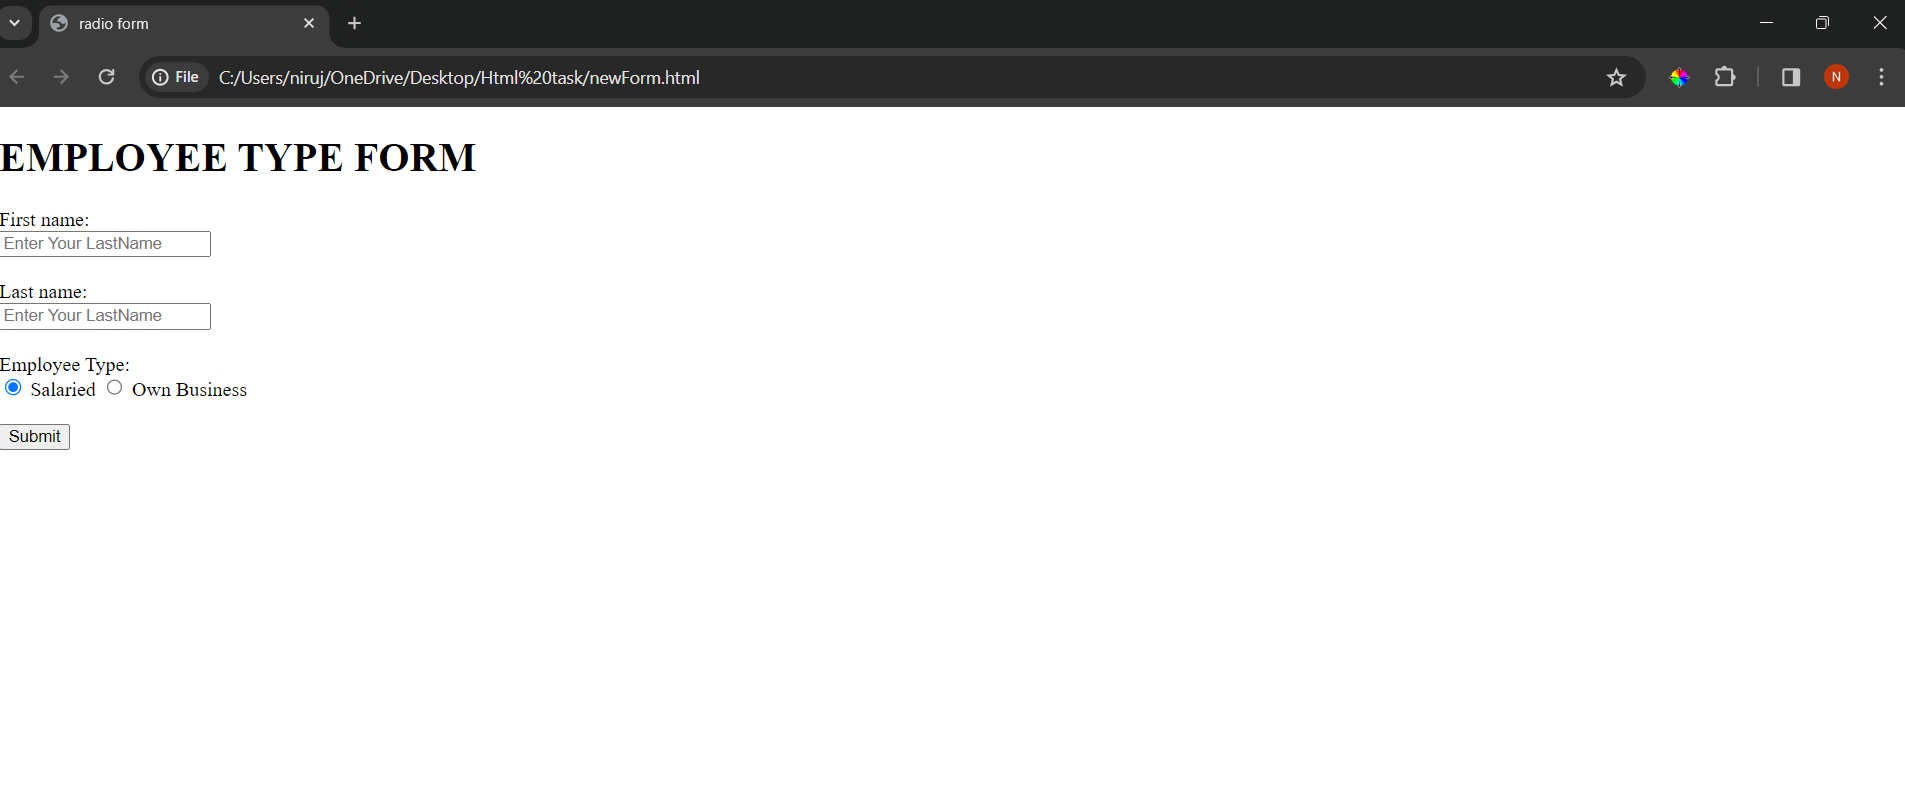 radio form
File C:/Users/niruj/OneDrive/Desktop/Html%20task/newForm.html N
EMPLOYEE TYPE FORM
First name:
Enter Your LastName
Last name:
Enter Your LastName
Employee Type:
Salaried Own Business
Submit